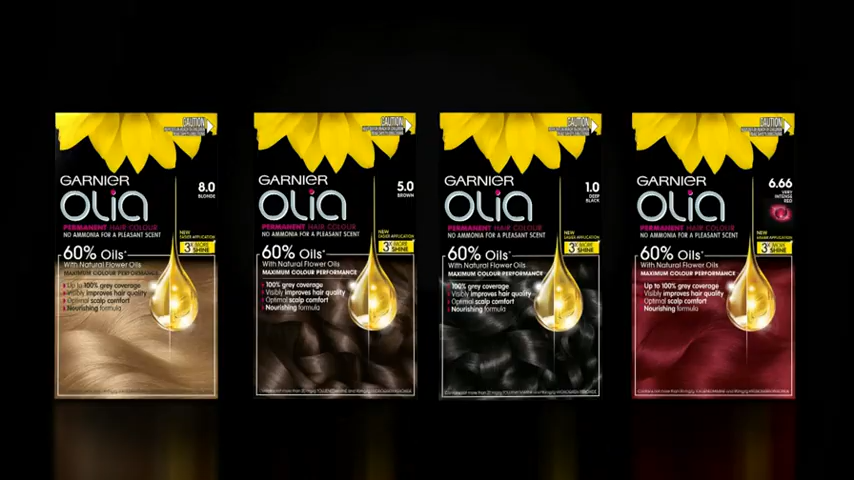 CAUTION
GARNIER
8.0
BLONDE
OLIA
PERMANENT HAIR COLOUR
NO AMMONIA FOR A PLEASANT SCENT
NEW
EASIER APPLICATION
3X MORE
SHINE
60% Oils*
With Natural Flower Oils
MAXIMUM COLOUR PERFORMANCE
Up to 100% grey coverage
Visibly improves hair quality
Optimal scalp comfort
Nourishing formula
CAUTION
GARNIER
5.0
BROWN
OLIA
PERMANENT HAIR COLOUR
NO AMMONIA FOR A PLEASANT SCENT
NEW
EASIER APPLICATION
3X MORE
SHINE
60% Oils*
With Natural Flower Oils
MAXIMUM COLOUR PERFORMANCE
100% grey coverage
Visibly improves hair quality
Optimal scalp comfort
Nourishing formula
CAUTION
GARNIER
1.0
DEEP
BLACK
OLIA
PERMANENT HAIR COLOUR
NO AMMONIA FOR A PLEASANT SCENT
NEW
EASIER APPLICATION
3X MORE
SHINE
60% Oils*
With Natural Flower Oils
MAXIMUM COLOUR PERFORMANCE
100% grey coverage
Visibly improves hair quality
Optimal scalp comfort
Nourishing formula
CAUTION
GARNIER
6.66
VERY
INTENSE
RED
OLIA
PERMANENT HAIR COLOUR
NO AMMONIA FOR A PLEASANT SCENT
NEW
EASIER APPLICATION
3X MORE
SHINE
60% Oils*
With Natural Flower Oils
MAXIMUM COLOUR PERFORMANCE
Up to 100% grey coverage
Visibly improves hair quality
Optimal scalp comfort
Nourishing formula